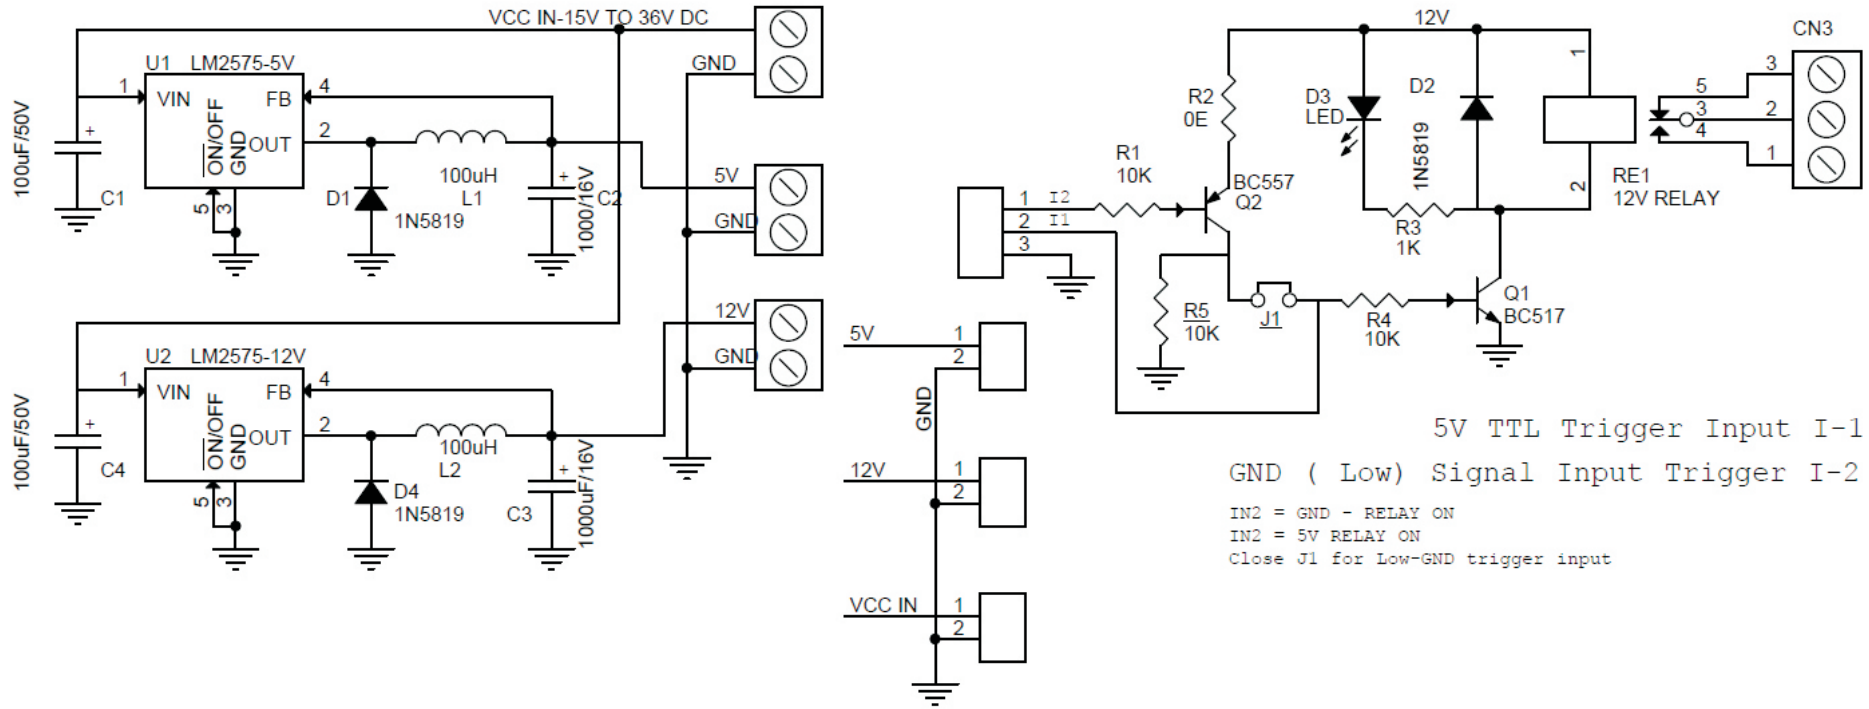 VCC IN-15V TO 36V DC
U1 LM2575-5V
GND
1
VIN
FB
4
ON/OFF
GND
OUT
2
100uF/50V
+
C1
5
3
D1
1N5819
100uH
L1
+
C2
1000/16V
5V
GND
12V
GND
U2 LM2575-12V
1
VIN
FB
4
ON/OFF
GND
OUT
2
100uF/50V
+
C4
5
3
D4
1N5819
100uH
L2
+
C3
1000uF/16V
5V
1
2
GND
12V
1
2
VCC IN
1
2
12V
R2
0E
D3
LED
D2
1N5819
1
2
RE1
12V RELAY
CN3
5
3
4
3
2
1
R1
10K
1
I2
2
I1
3
BC557
Q2
R3
1K
R5
10K
J1
R4
10K
Q1
BC517
5V TTL Trigger Input I-1
GND ( Low) Signal Input Trigger I-2
IN2 = GND - RELAY ON
IN2 = 5V RELAY ON
Close J1 for Low-GND trigger input